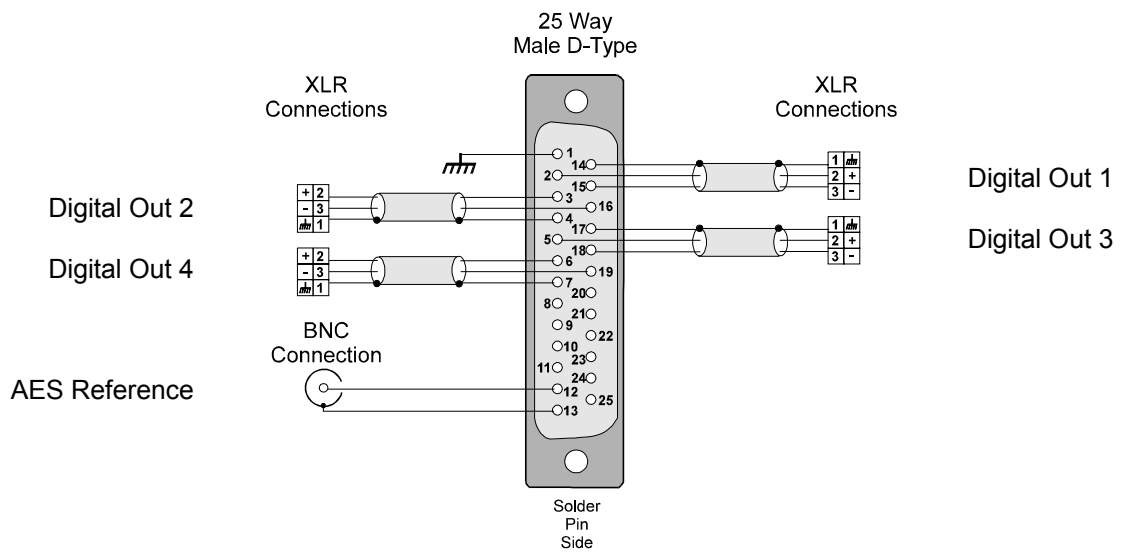 25 Way
Male D-Type
XLR
Connections
XLR
Connections
Digital Out 1
1
2 +
3 -
Digital Out 3
1
2 +
3 -
Digital Out 2
+ 2
- 3
1
Digital Out 4
+ 2
- 3
1
BNC
Connection
AES Reference
1
14
2
15
3
16
4
17
5
18
6
19
7
20
8
21
9
22
10
23
11
24
12
25
13
Solder
Pin
Side